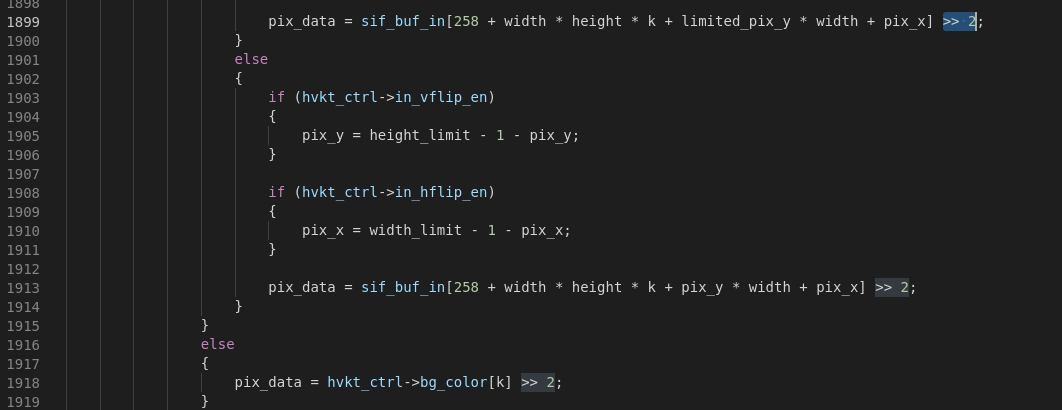 1898
1899 pix_data = sif_buf_in[258 + width * height * k + limited_pix_y * width + pix_x] >> 2;
1900 }
1901 else
1902 {
1903 if (hvkt_ctrl->in_vflip_en)
1904 {
1905 pix_y = height_limit - 1 - pix_y;
1906 }
1907
1908 if (hvkt_ctrl->in_hflip_en)
1909 {
1910 pix_x = width_limit - 1 - pix_x;
1911 }
1912
1913 pix_data = sif_buf_in[258 + width * height * k + pix_y * width + pix_x] >> 2;
1914 }
1915 }
1916 else
1917 {
1918 pix_data = hvkt_ctrl->bg_color[k] >> 2;
1919 }